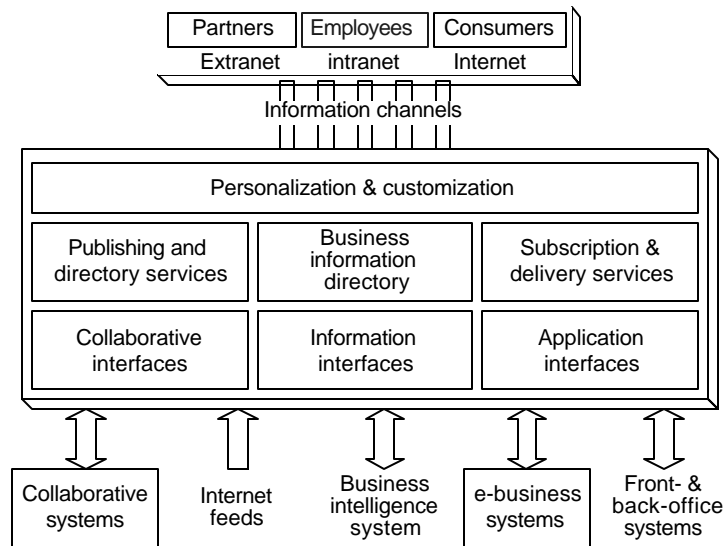 Partners Employees Consumers
Extranet intranet Internet
Information channels
Personalization & customization
Publishing and
directory services
Business
information
directory
Subscription &
delivery services
Collaborative
interfaces
Information
interfaces
Application
interfaces
Collaborative
systems
Internet
feeds
Business
intelligence
system
e-business
systems
Front- &
back-office
systems